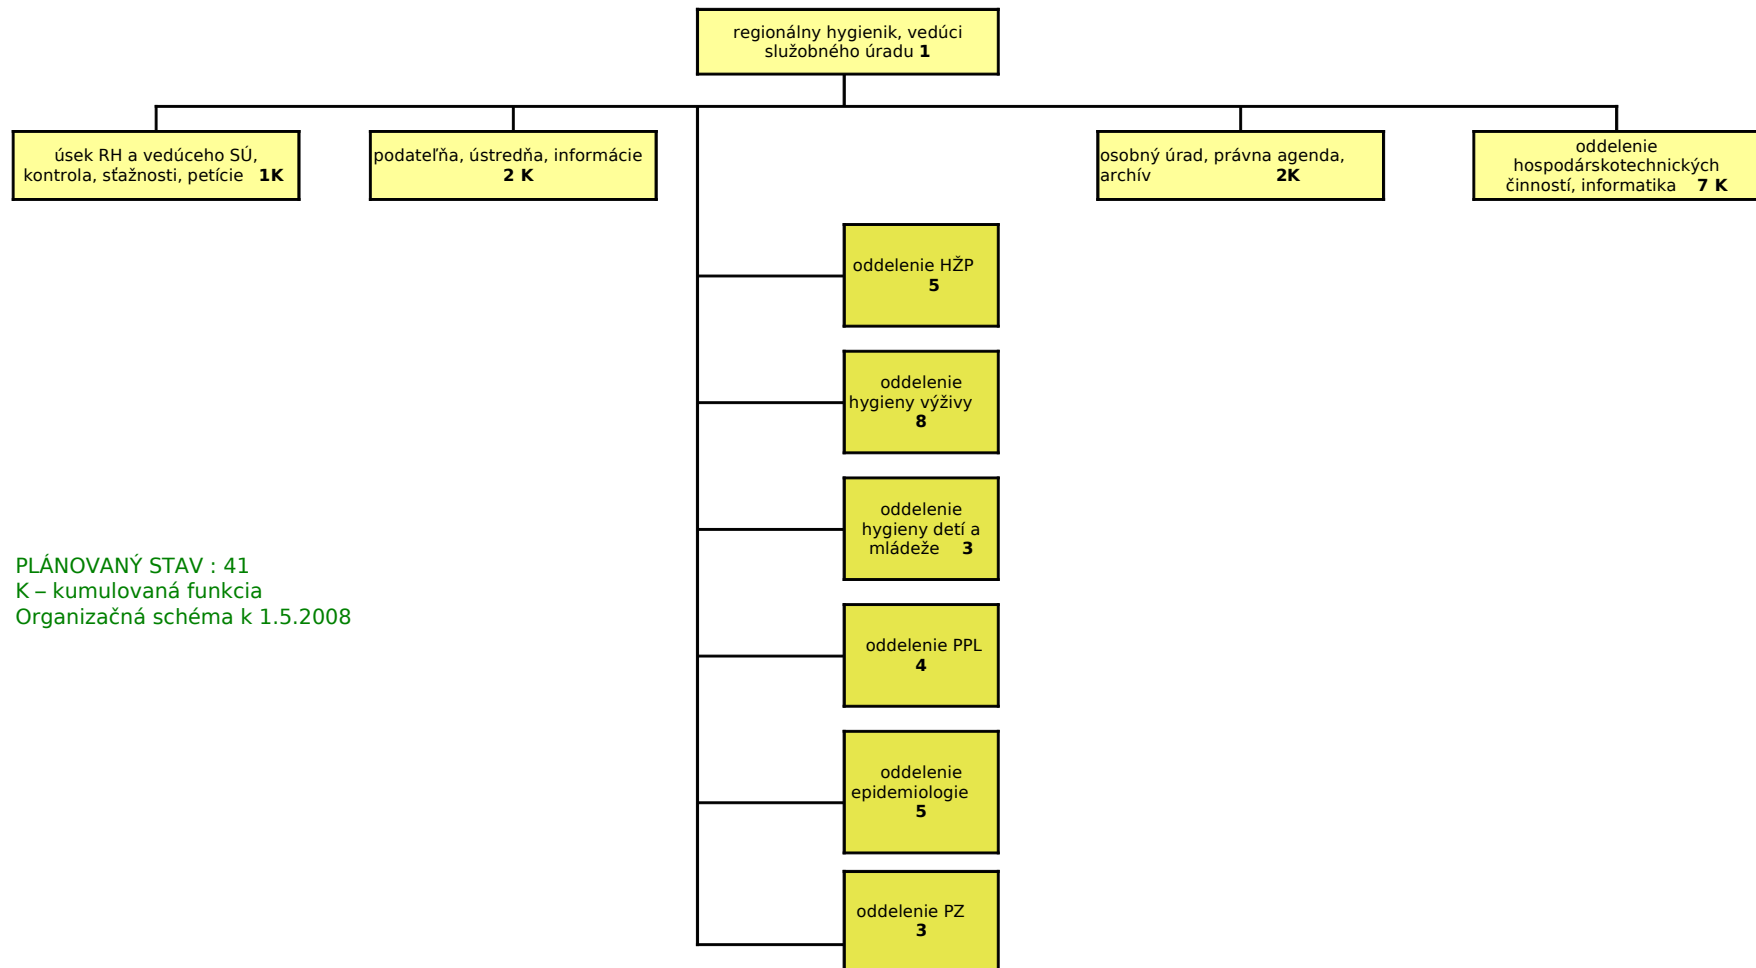 regionálny hygienik, vedúci
služobného úradu 1
úsek RH a vedúceho SÚ,
kontrola, sťažnosti, petície 1K
podateľňa, ústredňa, informácie
2 K
osobný úrad, právna agenda,
archív 2K
oddelenie
hospodárskotechnických
činností, informatika 7 K
oddelenie HŽP
5
oddelenie
hygieny výživy
8
oddelenie
hygieny detí a
mládeže 3
oddelenie PPL
4
oddelenie
epidemiologie
5
oddelenie PZ
3
PLÁNOVANÝ STAV : 41
K – kumulovaná funkcia
Organizačná schéma k 1.5.2008